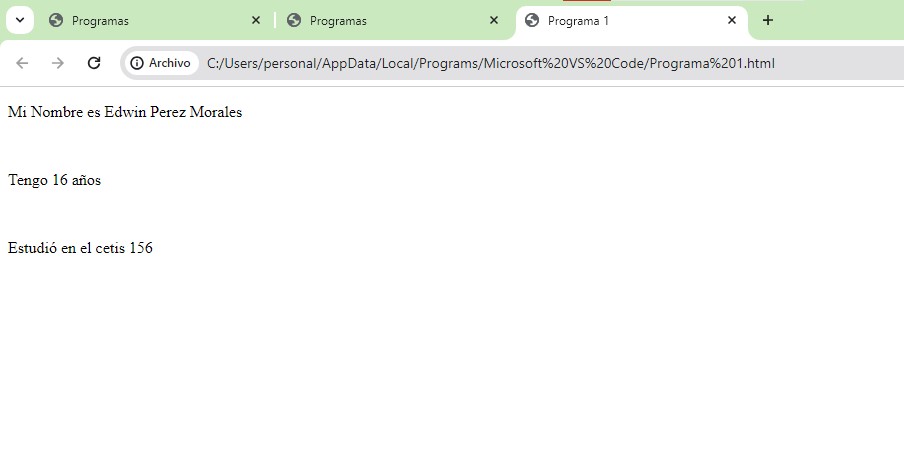 Programas
Programas
Programa 1
Archivo
C:/Users/personal/AppData/Local/Programs/Microsoft%20VS%20Code/Programa%201.html
Mi Nombre es Edwin Perez Morales
Tengo 16 años
Estudió en el cetis 156